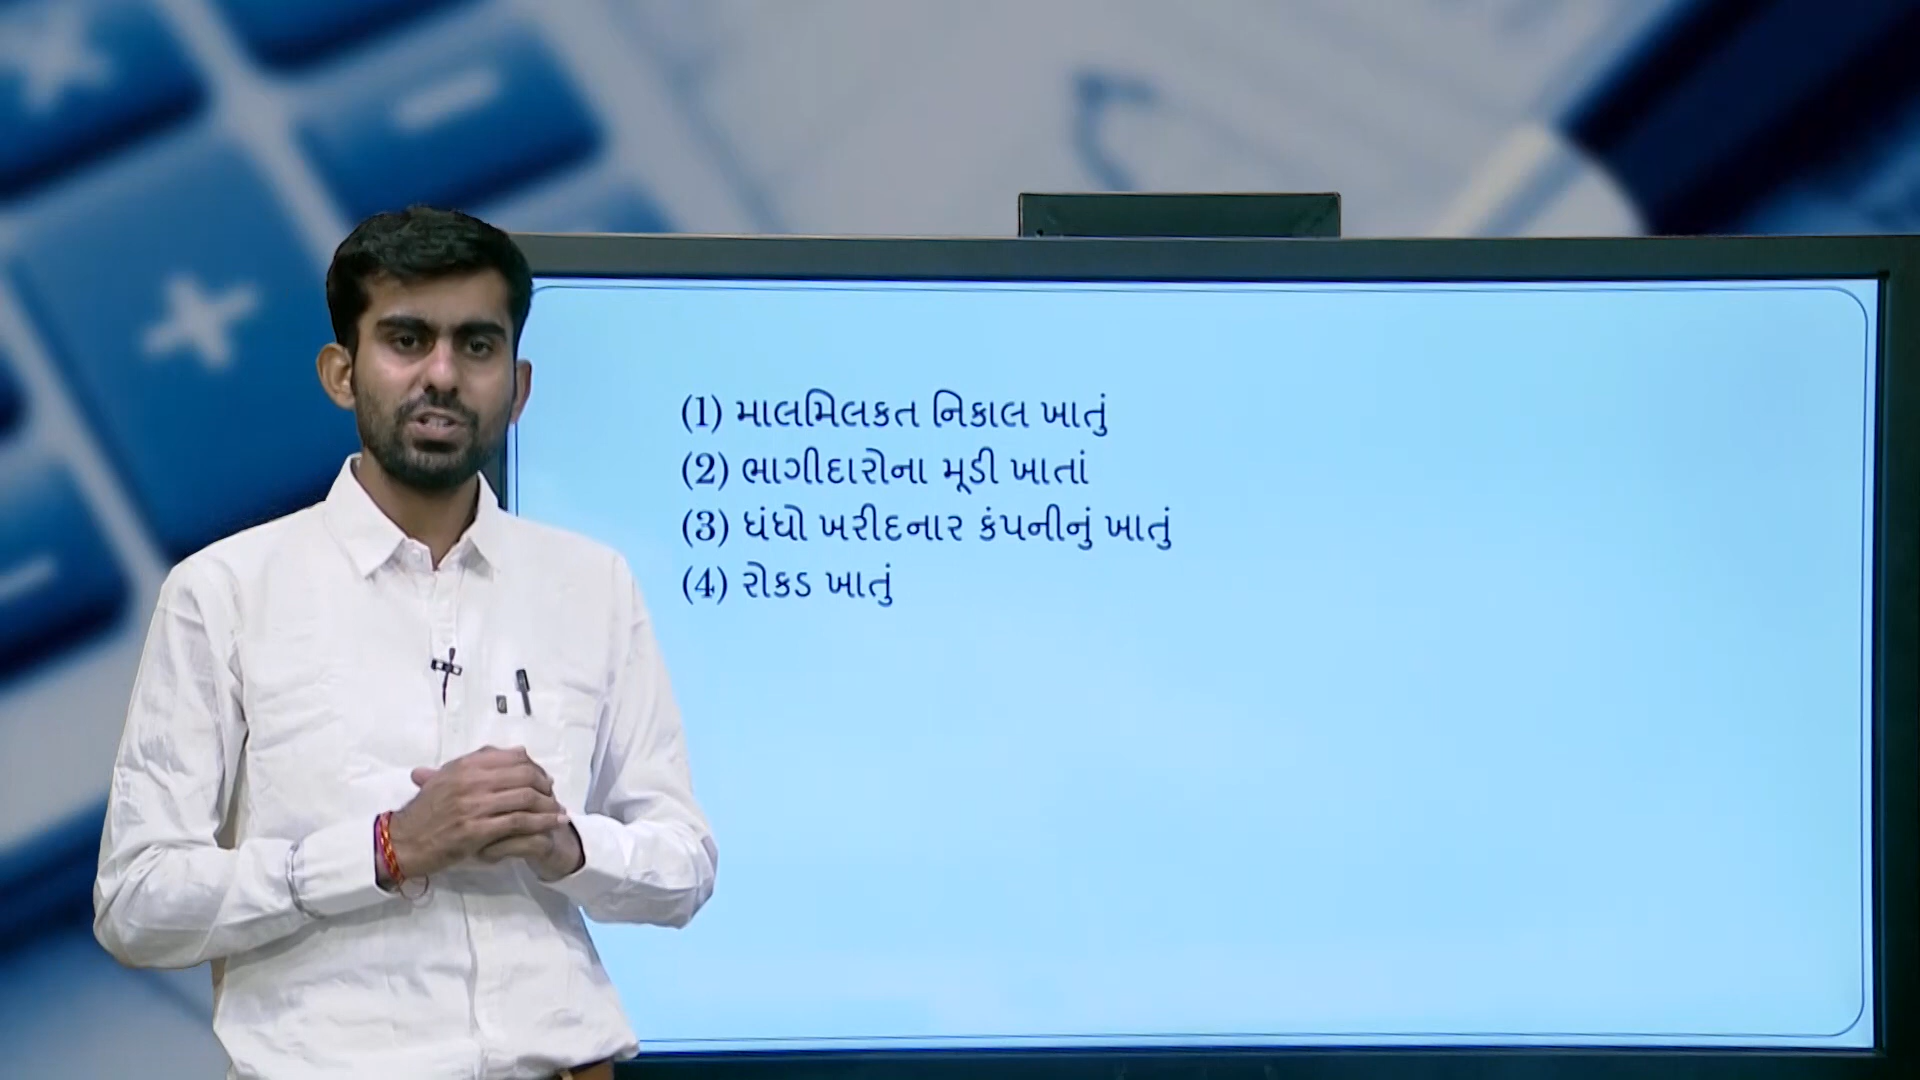 (1) માલમિલકત નિકાલ ખાતું
(2) ભાગીદારોના મૂડી ખાતાં
(3) ધંધો ખરીદનાર કંપનીનું ખાતું
(4) રોકડ ખાતું